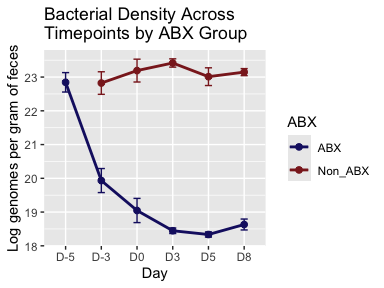 Bacterial Density Across
Timepoints by ABX Group
Log genomes per gram of feces
23
22
21
20
19
18
D-5 D-3 D0 D3 D5 D8
Day
ABX
ABX
Non_ABX